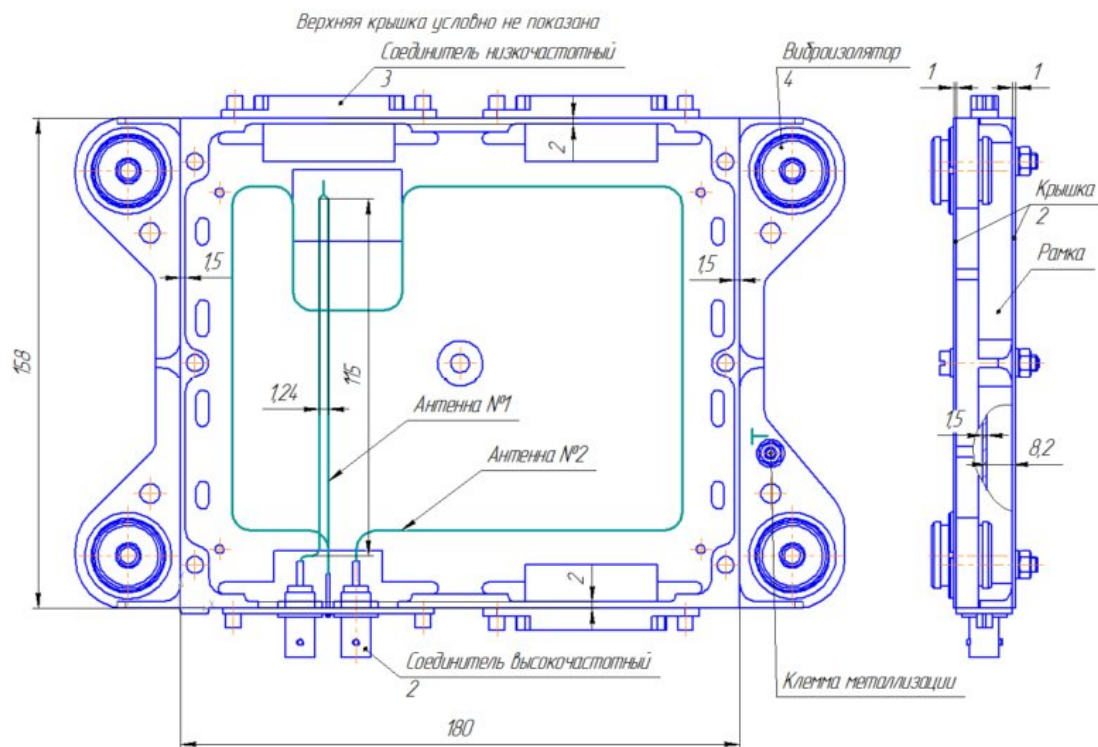 Верхняя крышка условно не показана
Соединитель низкочастотный
3
Виброизолятор
4
1
1
2
Крышка
2
Рамка
1,5
1,5
158
115
1,24
Антенна №1
Антенна №2
1,5
8,2
2
Соединитель высокочастотный
2
Клемма металлизации
180